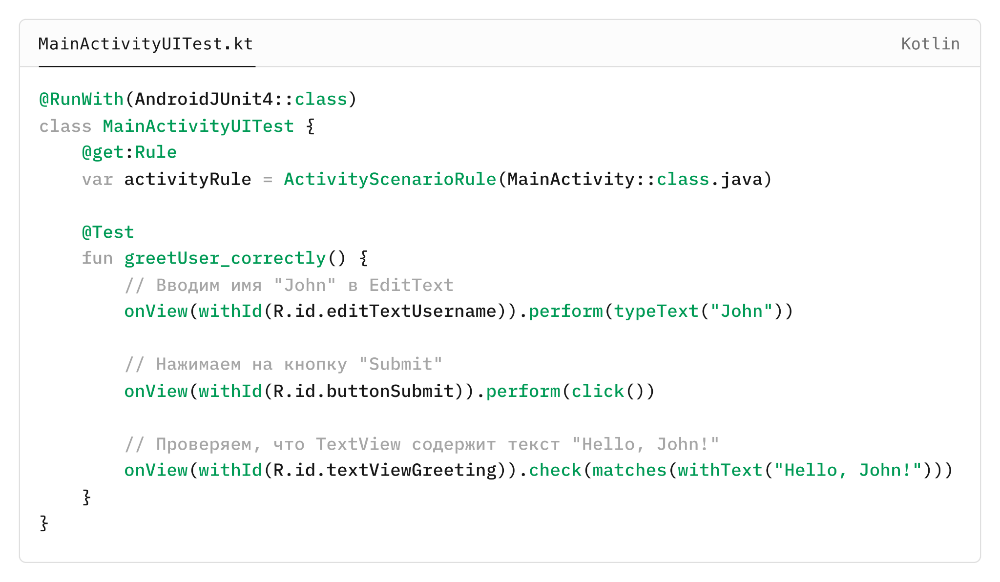 MainActivityUITest.kt
Kotlin
@RunWith(AndroidJUnit4::class)
class MainActivityUITest {
    @get:Rule
    var activityRule = ActivityScenarioRule(MainActivity::class.java)

    @Test
    fun greetUser_correctly() {
        // Вводим имя "John" в EditText
        onView(withId(R.id.editTextUsername)).perform(typeText("John"))

        // Нажимаем на кнопку "Submit"
        onView(withId(R.id.buttonSubmit)).perform(click())

        // Проверяем, что TextView содержит текст "Hello, John!"
        onView(withId(R.id.textViewGreeting)).check(matches(withText("Hello, John!")))
    }
}